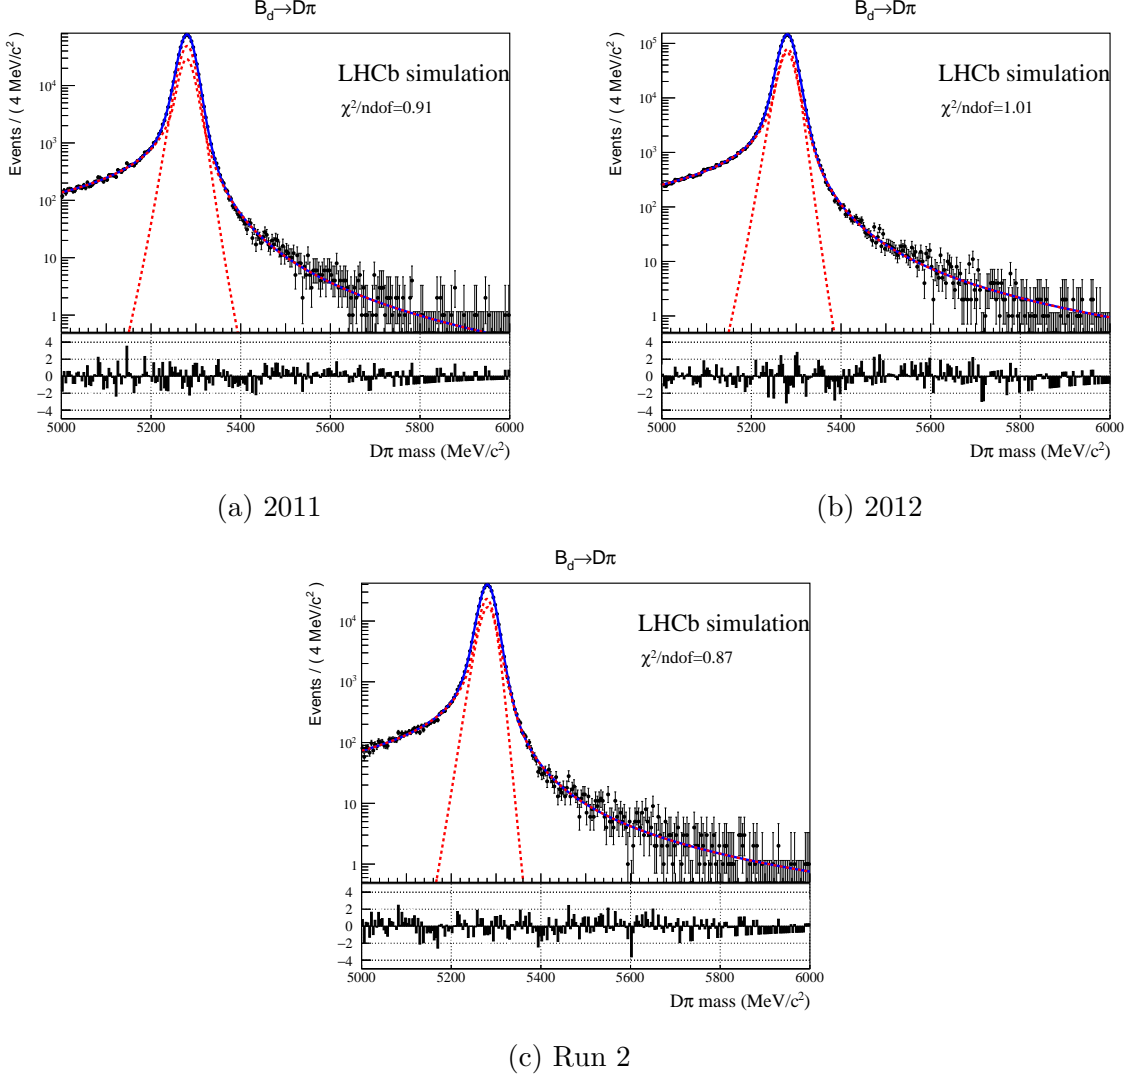 B_d→Dπ
Events / ( 4 MeV/c²)
LHCb simulation
χ²/ndof=0.91
10⁴
10³
10²
10
1
4
2
0
−2
−4
5000 5200 5400 5600 5800 6000
Dπ mass (MeV/c²)
(a) 2011
B_d→Dπ
Events / ( 4 MeV/c²)
LHCb simulation
χ²/ndof=1.01
10⁵
10⁴
10³
10²
10
1
4
2
0
−2
−4
5000 5200 5400 5600 5800 6000
Dπ mass (MeV/c²)
(b) 2012
B_d→Dπ
Events / ( 4 MeV/c²)
LHCb simulation
χ²/ndof=0.87
10⁴
10³
10²
10
1
4
2
0
−2
−4
5000 5200 5400 5600 5800 6000
Dπ mass (MeV/c²)
(c) Run 2